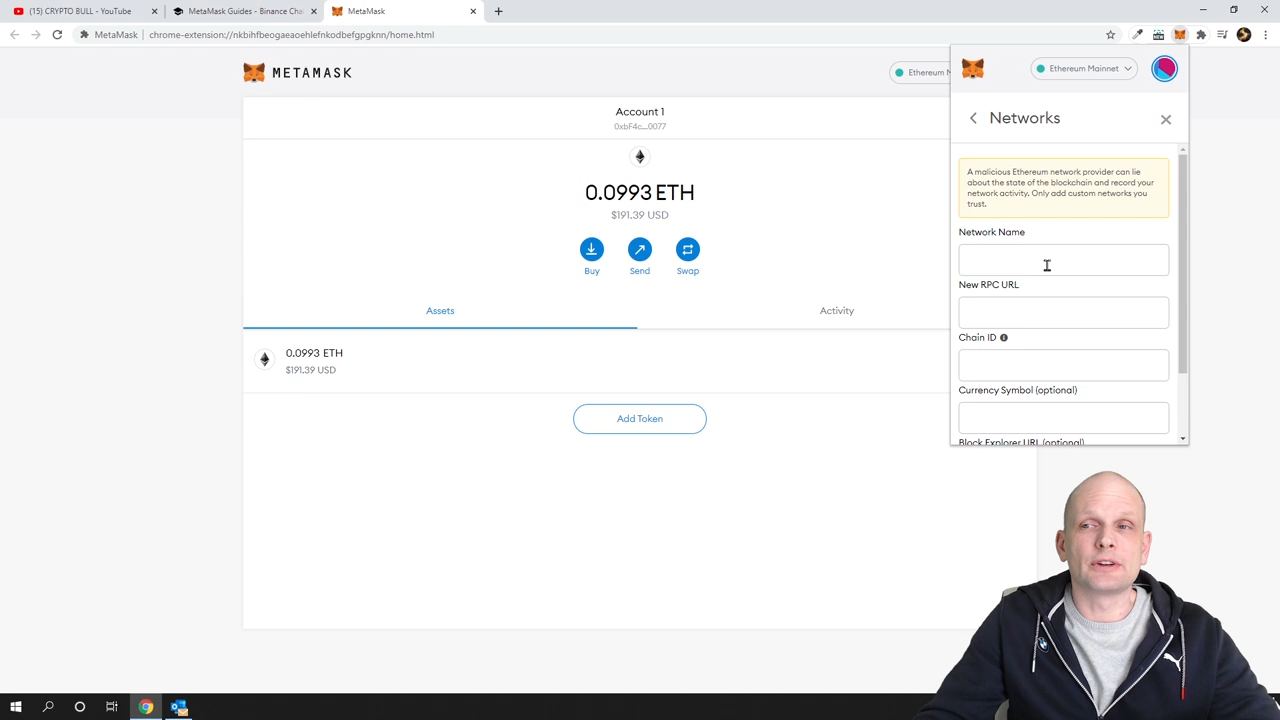 (15) CRYPTO BULL - YouTube
MetaMask Guides - Binance Cha
MetaMask
MetaMask
chrome-extension://nkbihfbeogaeaoehlefnkodbefgpgknn/home.html
METAMASK
Ethereum M
Account 1
0xbF4c...0077
0.0993 ETH
$191.39 USD
Buy
Send
Swap
Assets
Activity
0.0993 ETH
$191.39 USD
Add Token
Ethereum Mainnet
Networks
A malicious Ethereum network provider can lie
about the state of the blockchain and record your
network activity. Only add custom networks you
trust.
Network Name
New RPC URL
Chain ID
Currency Symbol (optional)
Block Explorer URL (optional)
BMW
PUMA